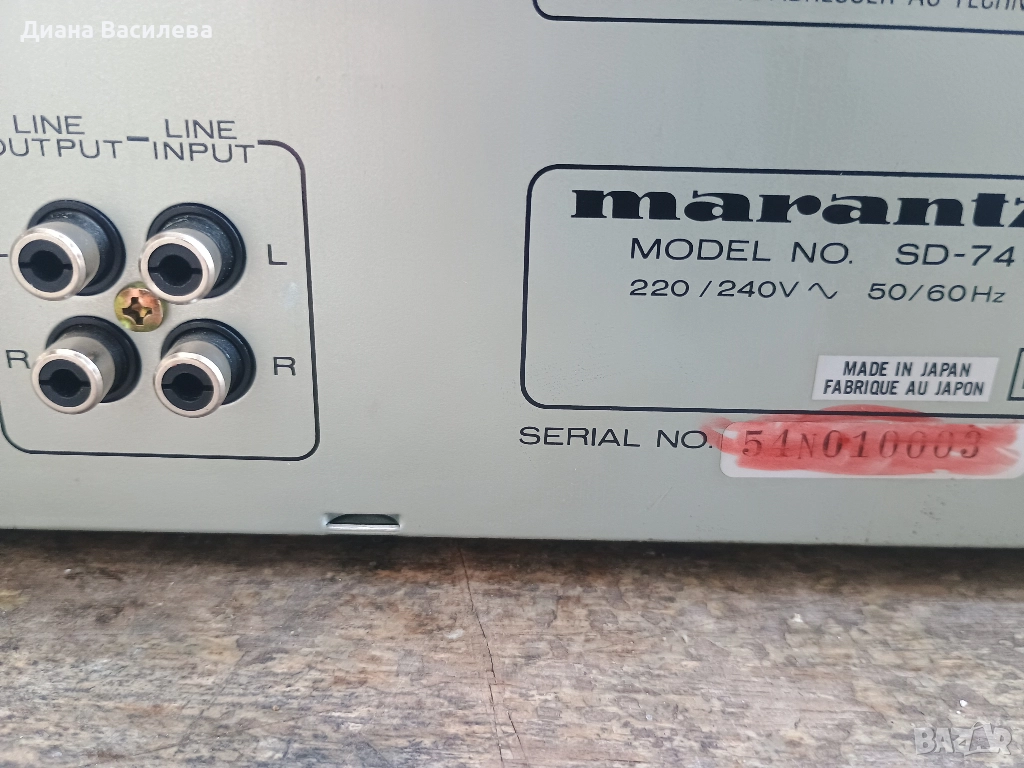 Диана Василева
LINE OUTPUT
LINE INPUT
L
R
R
marantz
MODEL NO. SD-74
220/240V ∿ 50/60Hz
MADE IN JAPAN
FABRIQUE AU JAPON
SERIAL NO. 54N010003
BAZAR